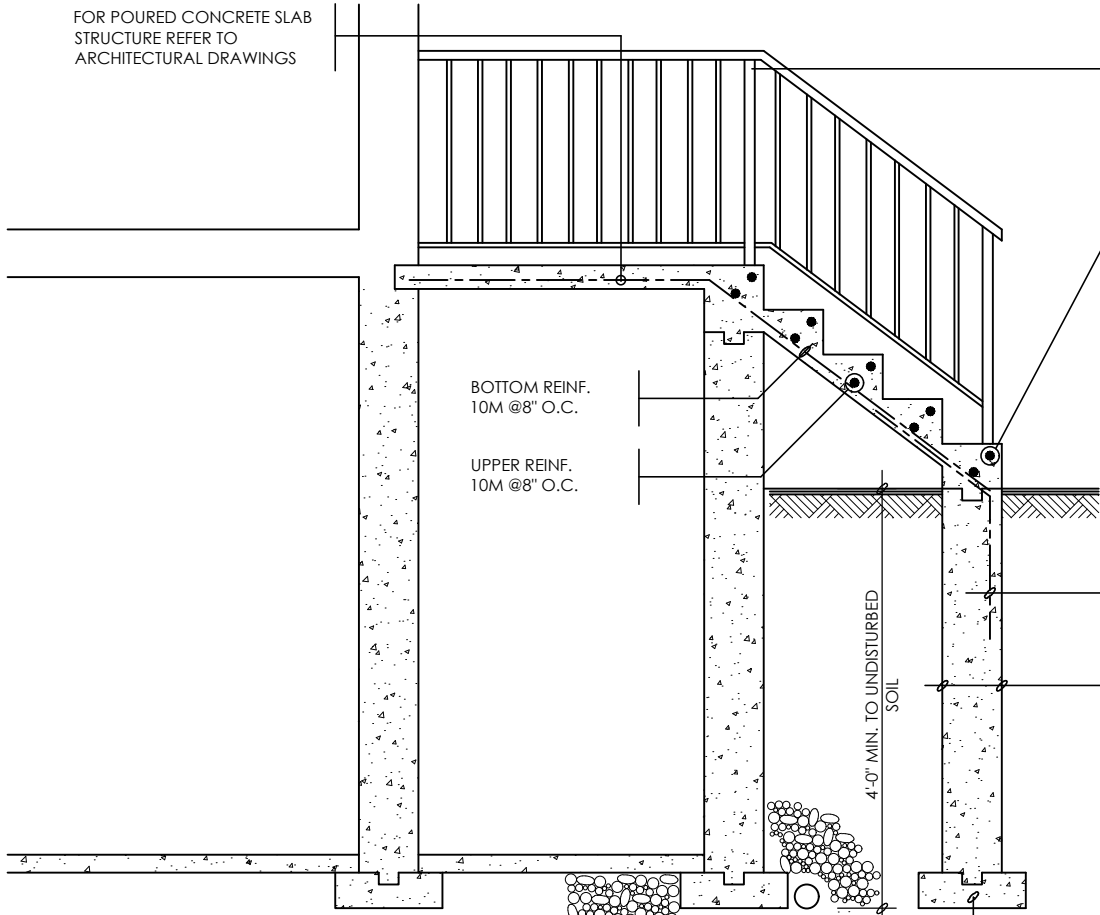 FOR POURED CONCRETE SLAB
STRUCTURE REFER TO
ARCHITECTURAL DRAWINGS
BOTTOM REINF.
10M @8" O.C.
UPPER REINF.
10M @8" O.C.
4'-0" MIN. TO UNDISTURBED
SOIL